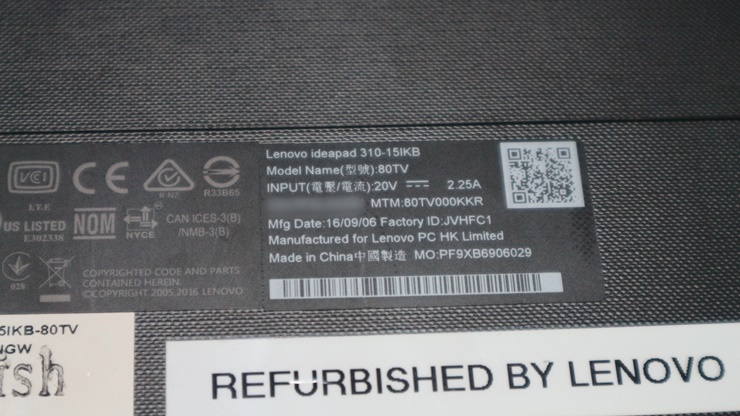 Lenovo ideapad 310-15IKB
Model Name(型號):80TV
INPUT(電壓/電流):20V ⎓ 2.25A
MTM:80TV000KKR
Mfg Date:16/09/06 Factory ID:JVHFC1
Manufactured for Lenovo PC HK Limited
Made in China中國製造 MO:PF9XB6906029
VCI
CE
R33B65
I.T.E
US LISTED
E302338
NOM
NYCE
CAN ICES-3(B)
/NMB-3(B)
COPYRIGHTED CODE AND PARTS
CONTAINED HEREIN.
©COPYRIGHT 2005,2016 LENOVO
5IKB-80TV
REFURBISHED BY LENOVO